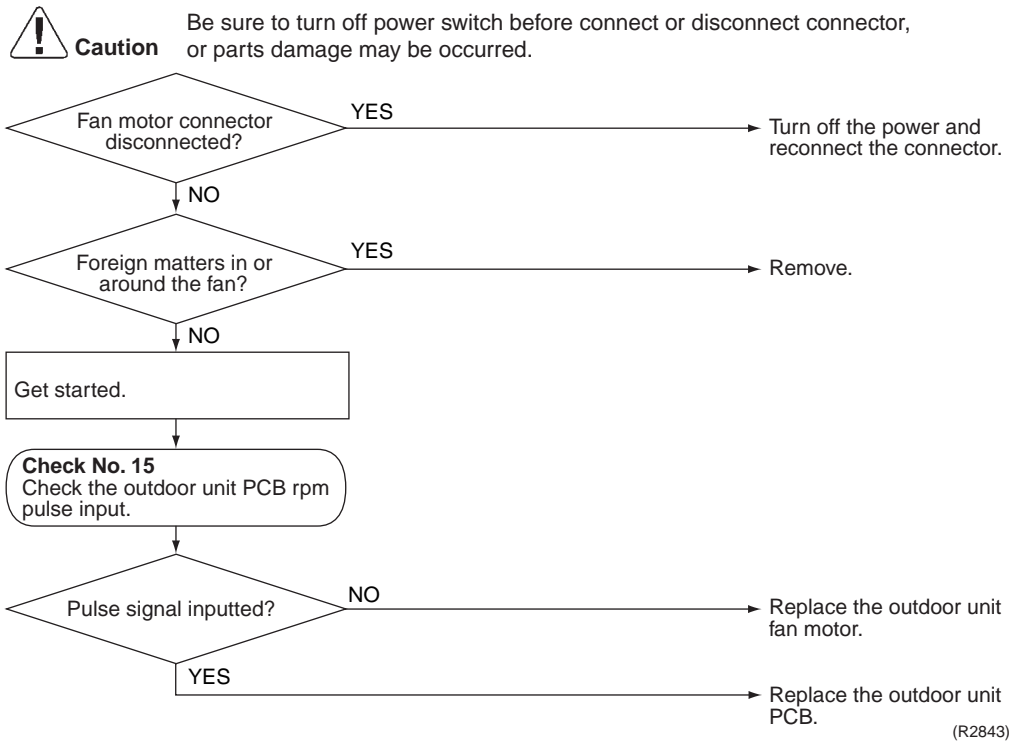 Be sure to turn off power switch before connect or disconnect connector,
Caution
or parts damage may be occurred.
Fan motor connector
disconnected?
YES
Turn off the power and
reconnect the connector.
NO
Foreign matters in or
around the fan?
YES
Remove.
NO
Get started.
Check No. 15
Check the outdoor unit PCB rpm
pulse input.
Pulse signal inputted?
NO
Replace the outdoor unit
fan motor.
YES
Replace the outdoor unit
PCB.
(R2843)